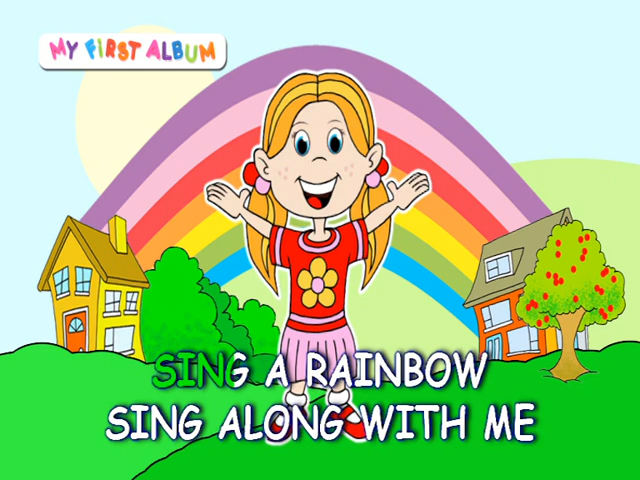 MY FiRST ALBUM
SING A RAINBOW
SING ALONG WITH ME